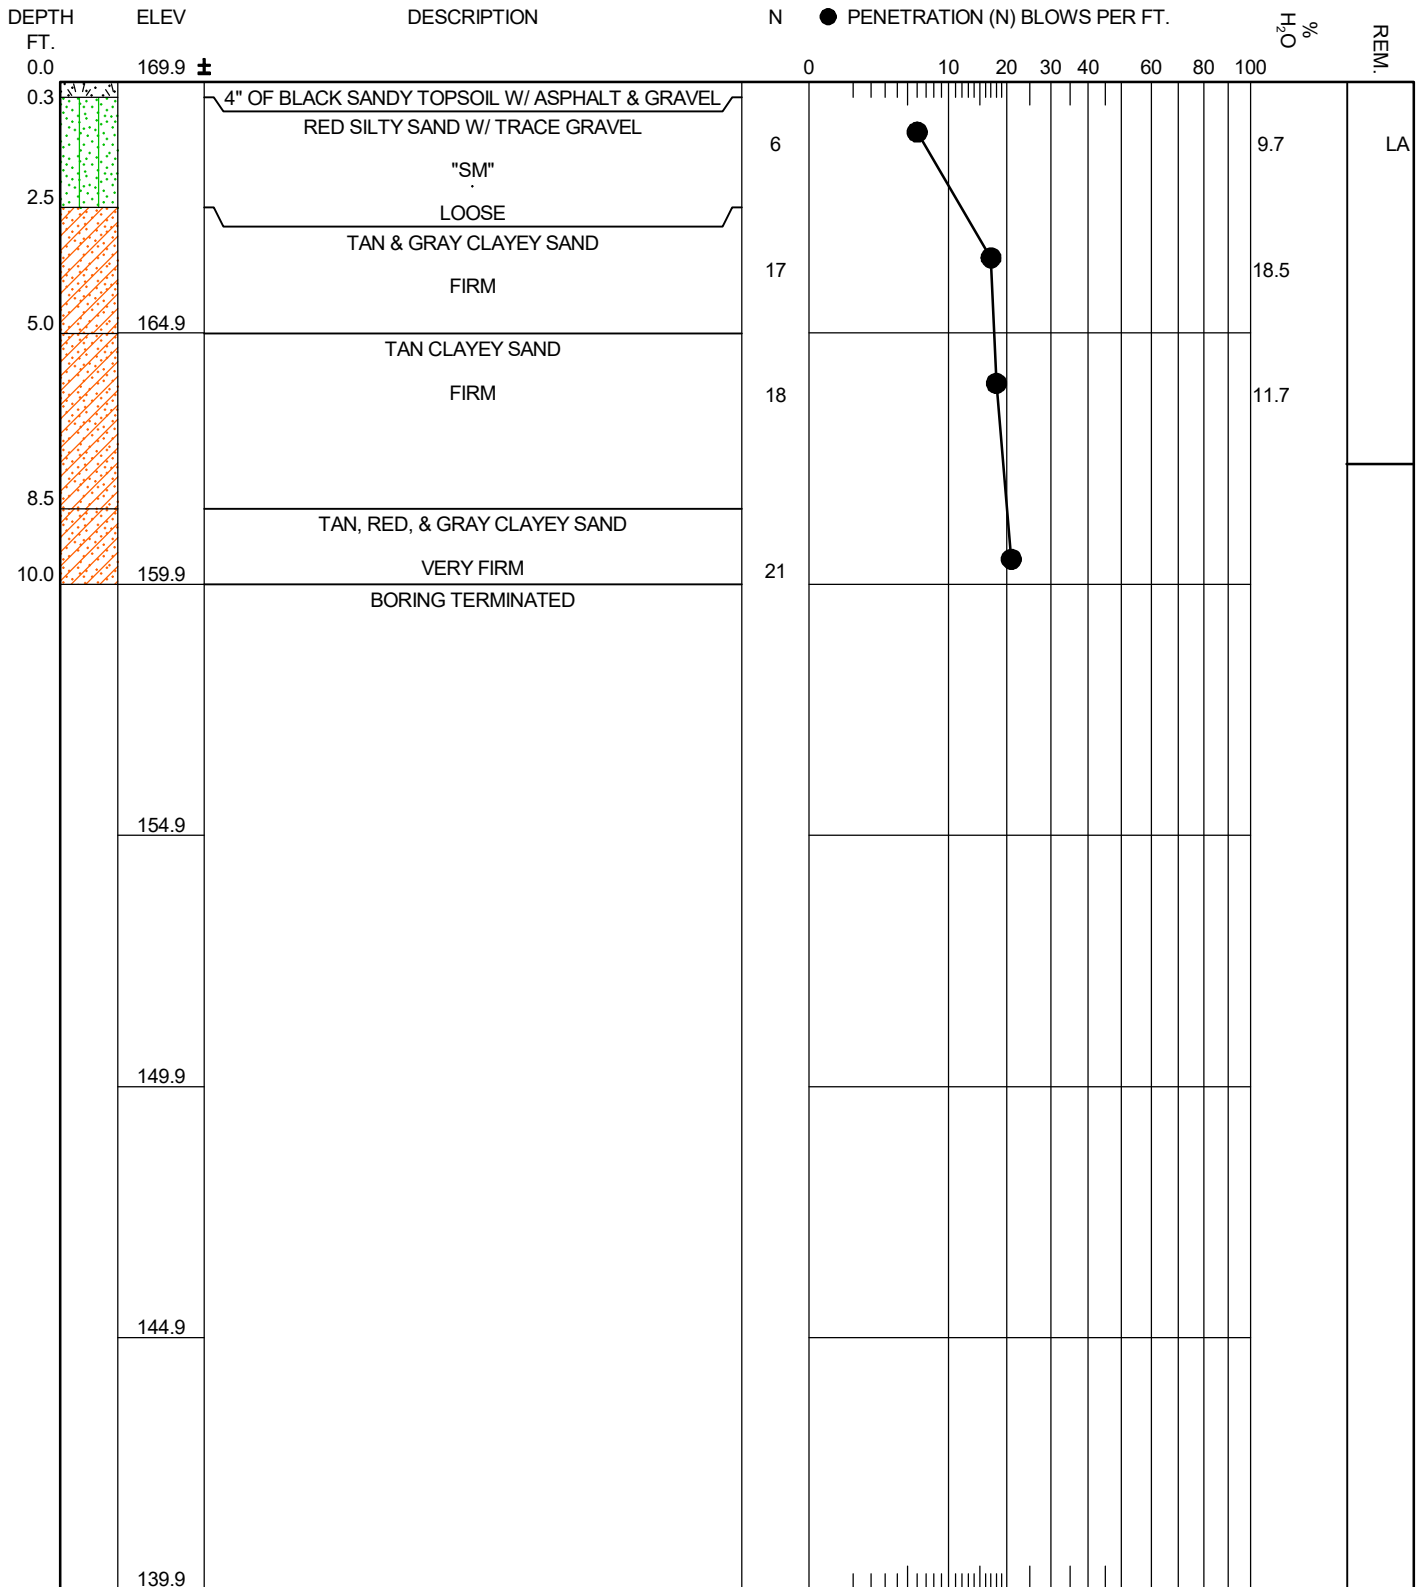 DEPTH ELEV DESCRIPTION N PENETRATION (N) BLOWS PER FT. % H₂O REM.
FT.
0.0 169.9 ± 0 10 20 30 40 60 80 100
0.3 4" OF BLACK SANDY TOPSOIL W/ ASPHALT & GRAVEL
RED SILTY SAND W/ TRACE GRAVEL
6 9.7 LA
"SM"
2.5
LOOSE
TAN & GRAY CLAYEY SAND
17 18.5
FIRM
5.0 164.9
TAN CLAYEY SAND
FIRM 18 11.7
8.5
TAN, RED, & GRAY CLAYEY SAND
VERY FIRM 21
10.0 159.9
BORING TERMINATED
154.9
149.9
144.9
139.9